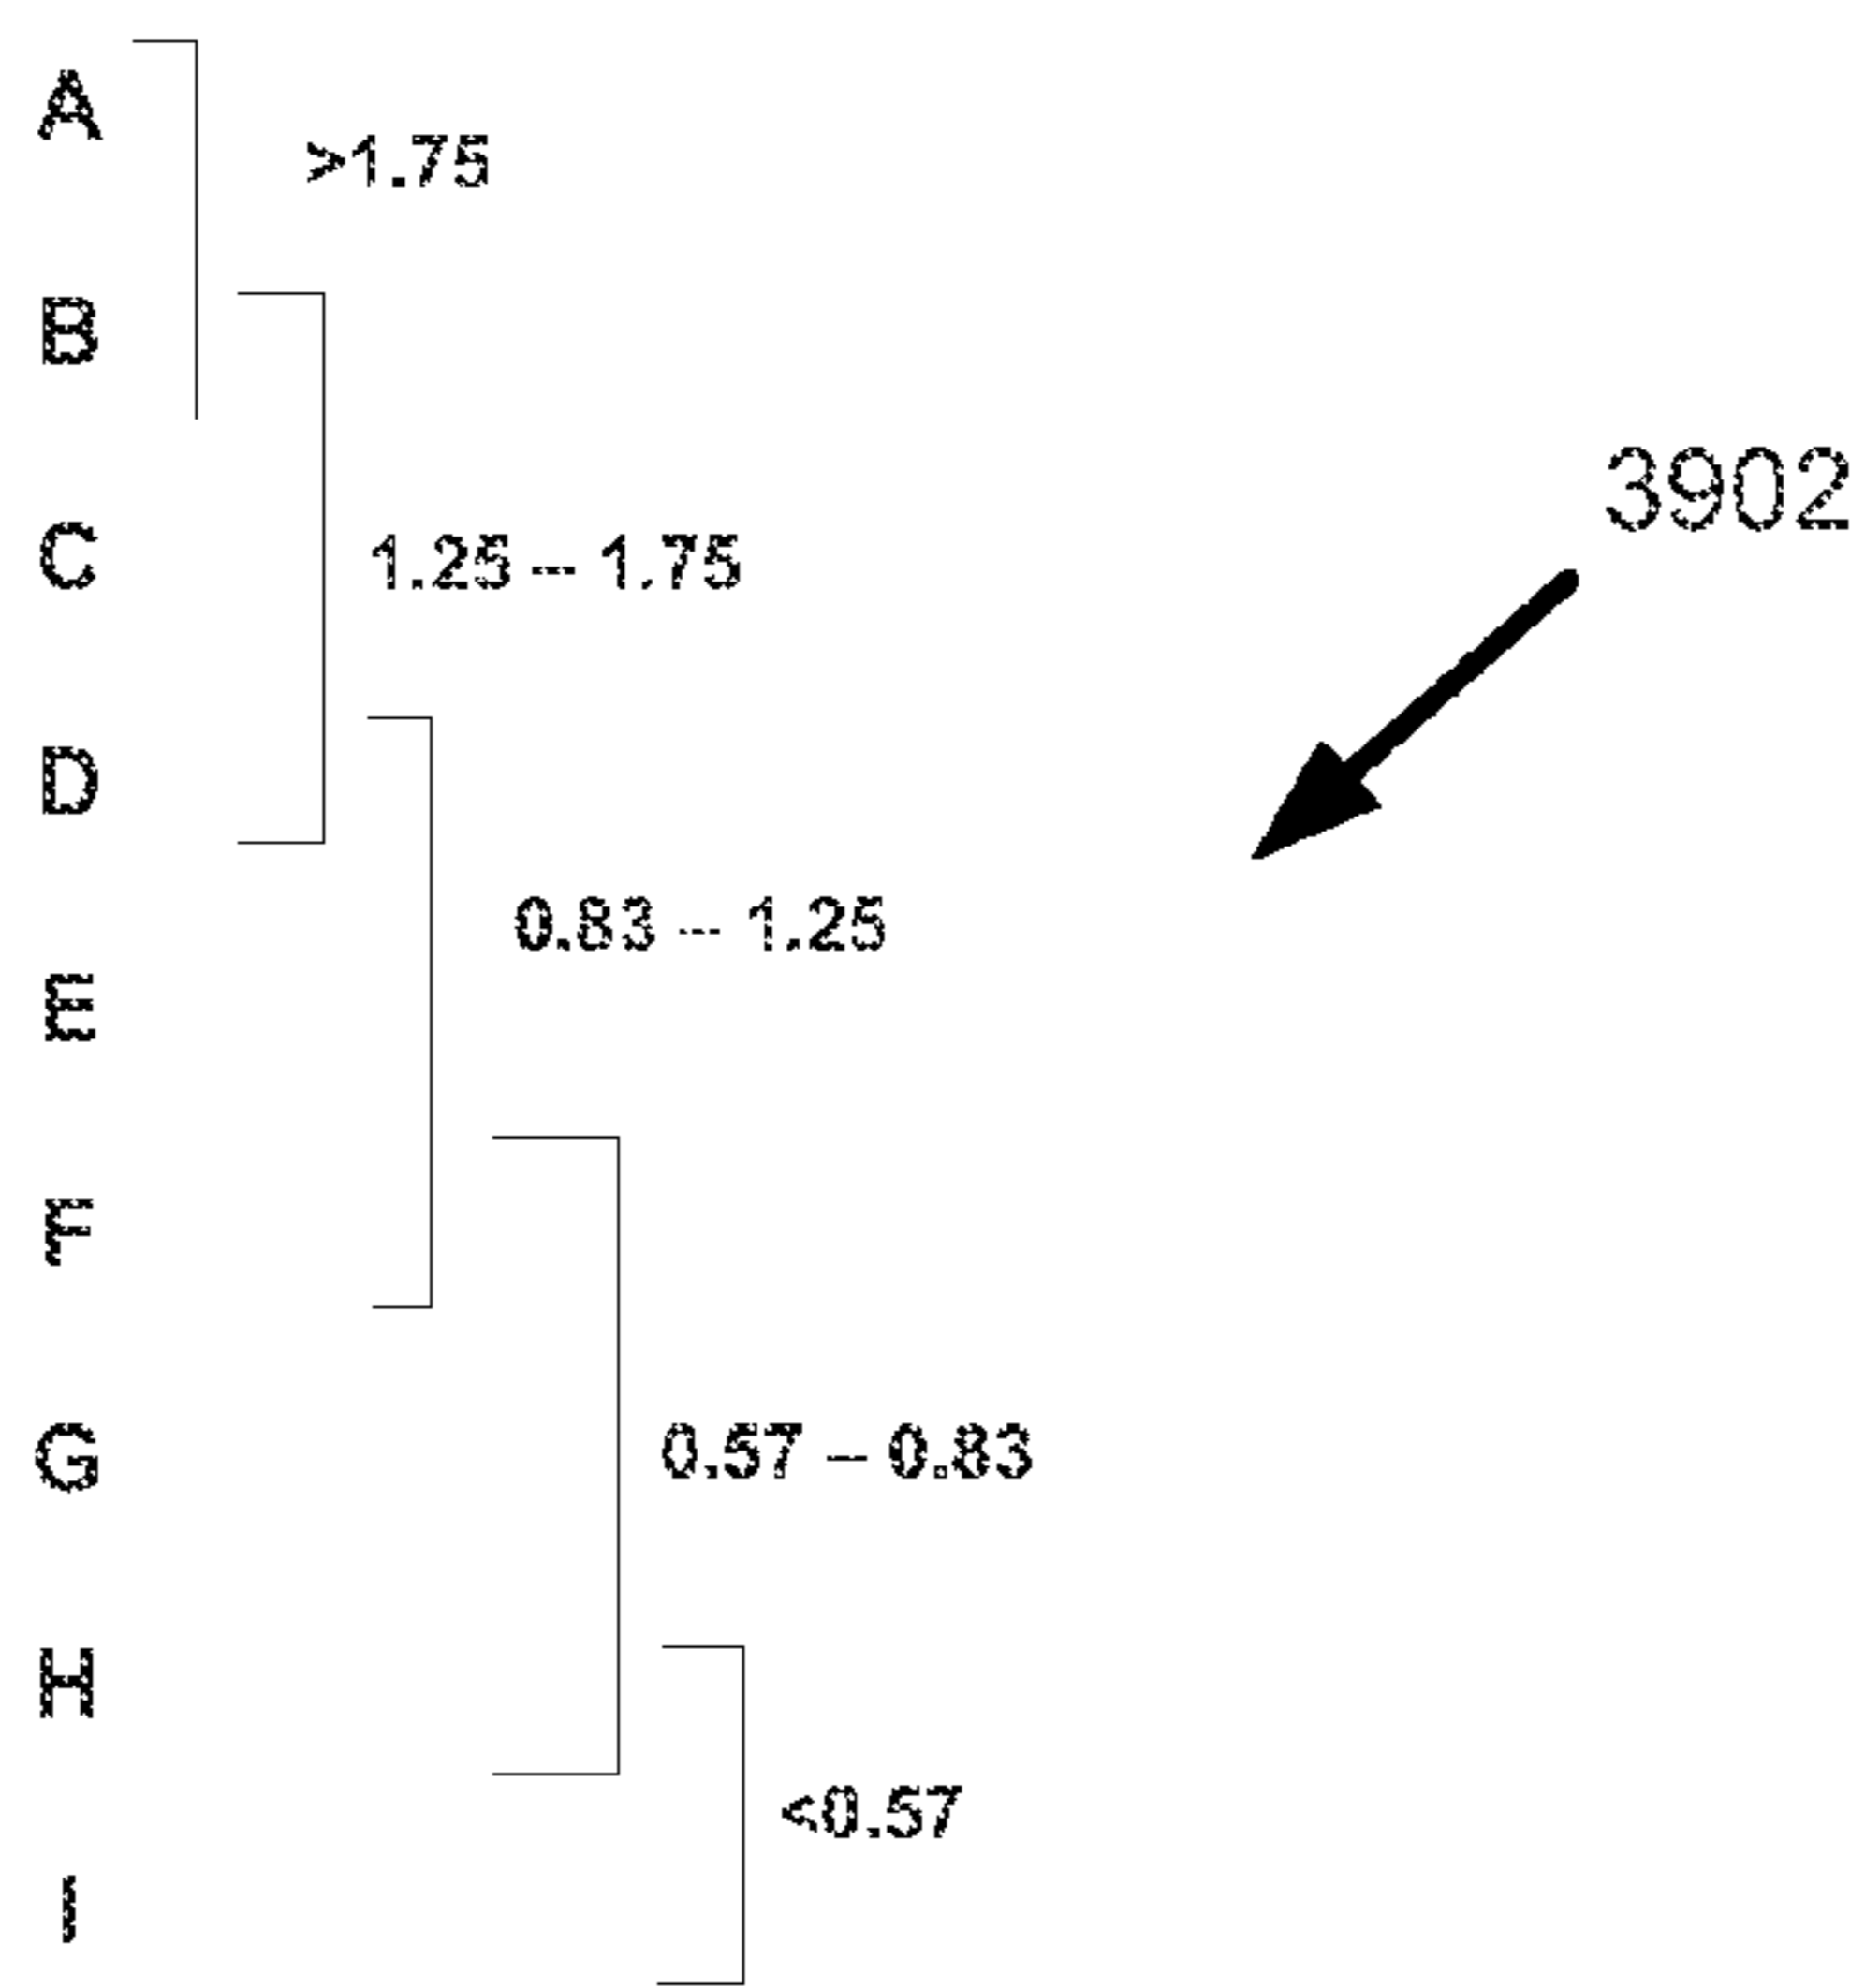 A
>1.75
B
3902
C
1.25 -- 1.75
D
0.83 -- 1.25
E
F
G
0.57 – 0.83
H
<0.57
I